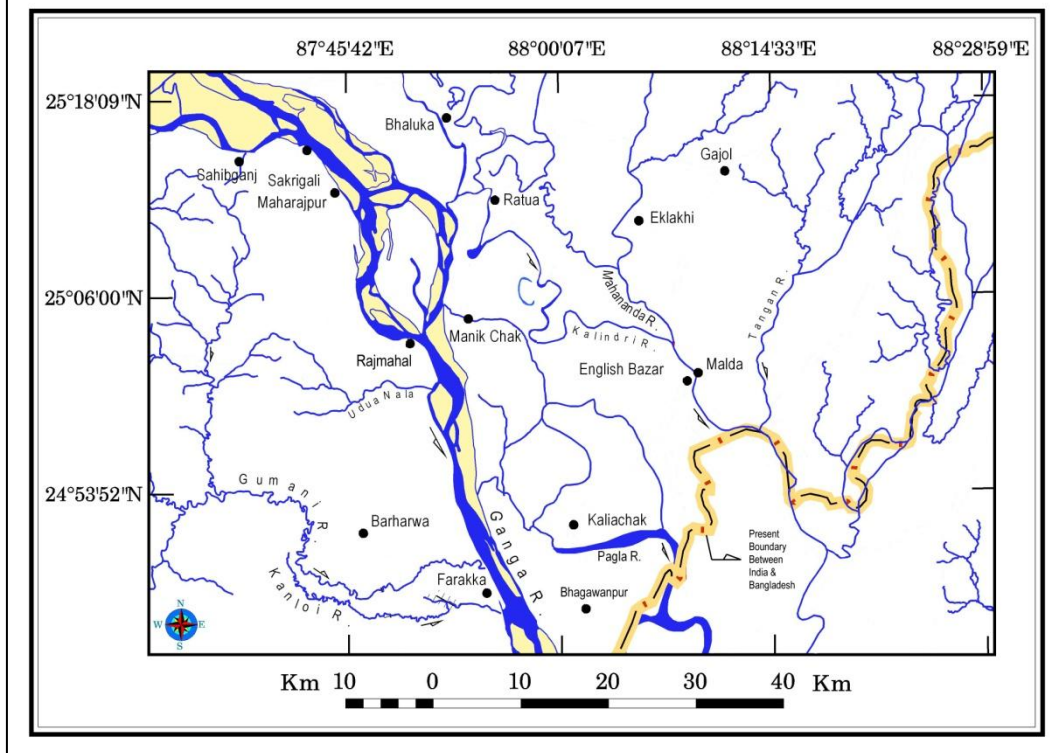 87°45'42"E 88°00'07"E 88°14'33"E 88°28'59"E
25°18'09"N
25°06'00"N
24°53'52"N
Bhaluka
Gajol
Sahibganj
Sakrigali
Maharajpur
Ratua
Eklakhi
Mahananda R.
Tangan R.
Manik Chak
Kalindri R.
Rajmahal
English Bazar
Malda
Udua Nala
Gumani R.
Barharwa
Ganga R.
Kaliachak
Pagla R.
Present
Boundary
Between
India &
Bangladesh
Farakka
Kanloi R.
Bhagawanpur
N
W E
S
Km 10 0 10 20 30 40 Km